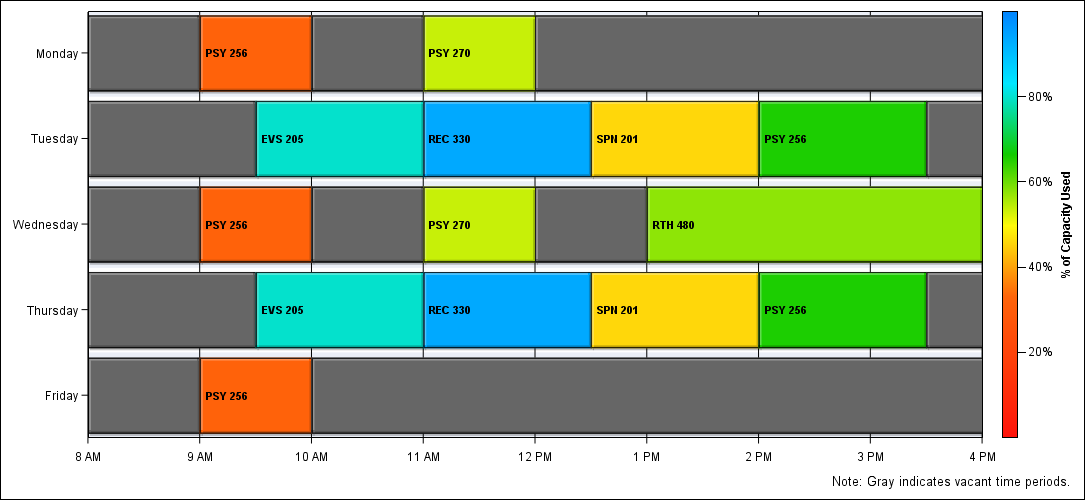 Monday
PSY 256
PSY 270
Tuesday
EVS 205
REC 330
SPN 201
PSY 256
Wednesday
PSY 256
PSY 270
RTH 480
Thursday
EVS 205
REC 330
SPN 201
PSY 256
Friday
PSY 256
8 AM
9 AM
10 AM
11 AM
12 PM
1 PM
2 PM
3 PM
4 PM
80%
60%
40%
20%
% of Capacity Used
Note: Gray indicates vacant time periods.